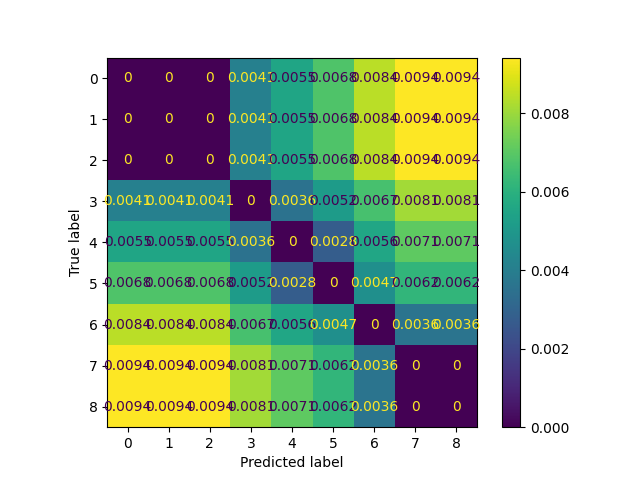 0 0 0 0 0.0041 0.0055 0.0068 0.0084 0.0094 0.0094
1 0 0 0 0.0041 0.0055 0.0068 0.0084 0.0094 0.0094
2 0 0 0 0.0041 0.0055 0.0068 0.0084 0.0094 0.0094
3 0.0041 0.0041 0.0041 0 0.0036 0.0052 0.0067 0.0081 0.0081
4 0.0055 0.0055 0.0055 0.0036 0 0.0028 0.0056 0.0071 0.0071
5 0.0068 0.0068 0.0068 0.0052 0.0028 0 0.0047 0.0062 0.0062
6 0.0084 0.0084 0.0084 0.0067 0.0056 0.0047 0 0.0036 0.0036
7 0.0094 0.0094 0.0094 0.0081 0.0071 0.0062 0.0036 0 0
8 0.0094 0.0094 0.0094 0.0081 0.0071 0.0062 0.0036 0 0
0 1 2 3 4 5 6 7 8
Predicted label
True label
0.008
0.006
0.004
0.002
0.000